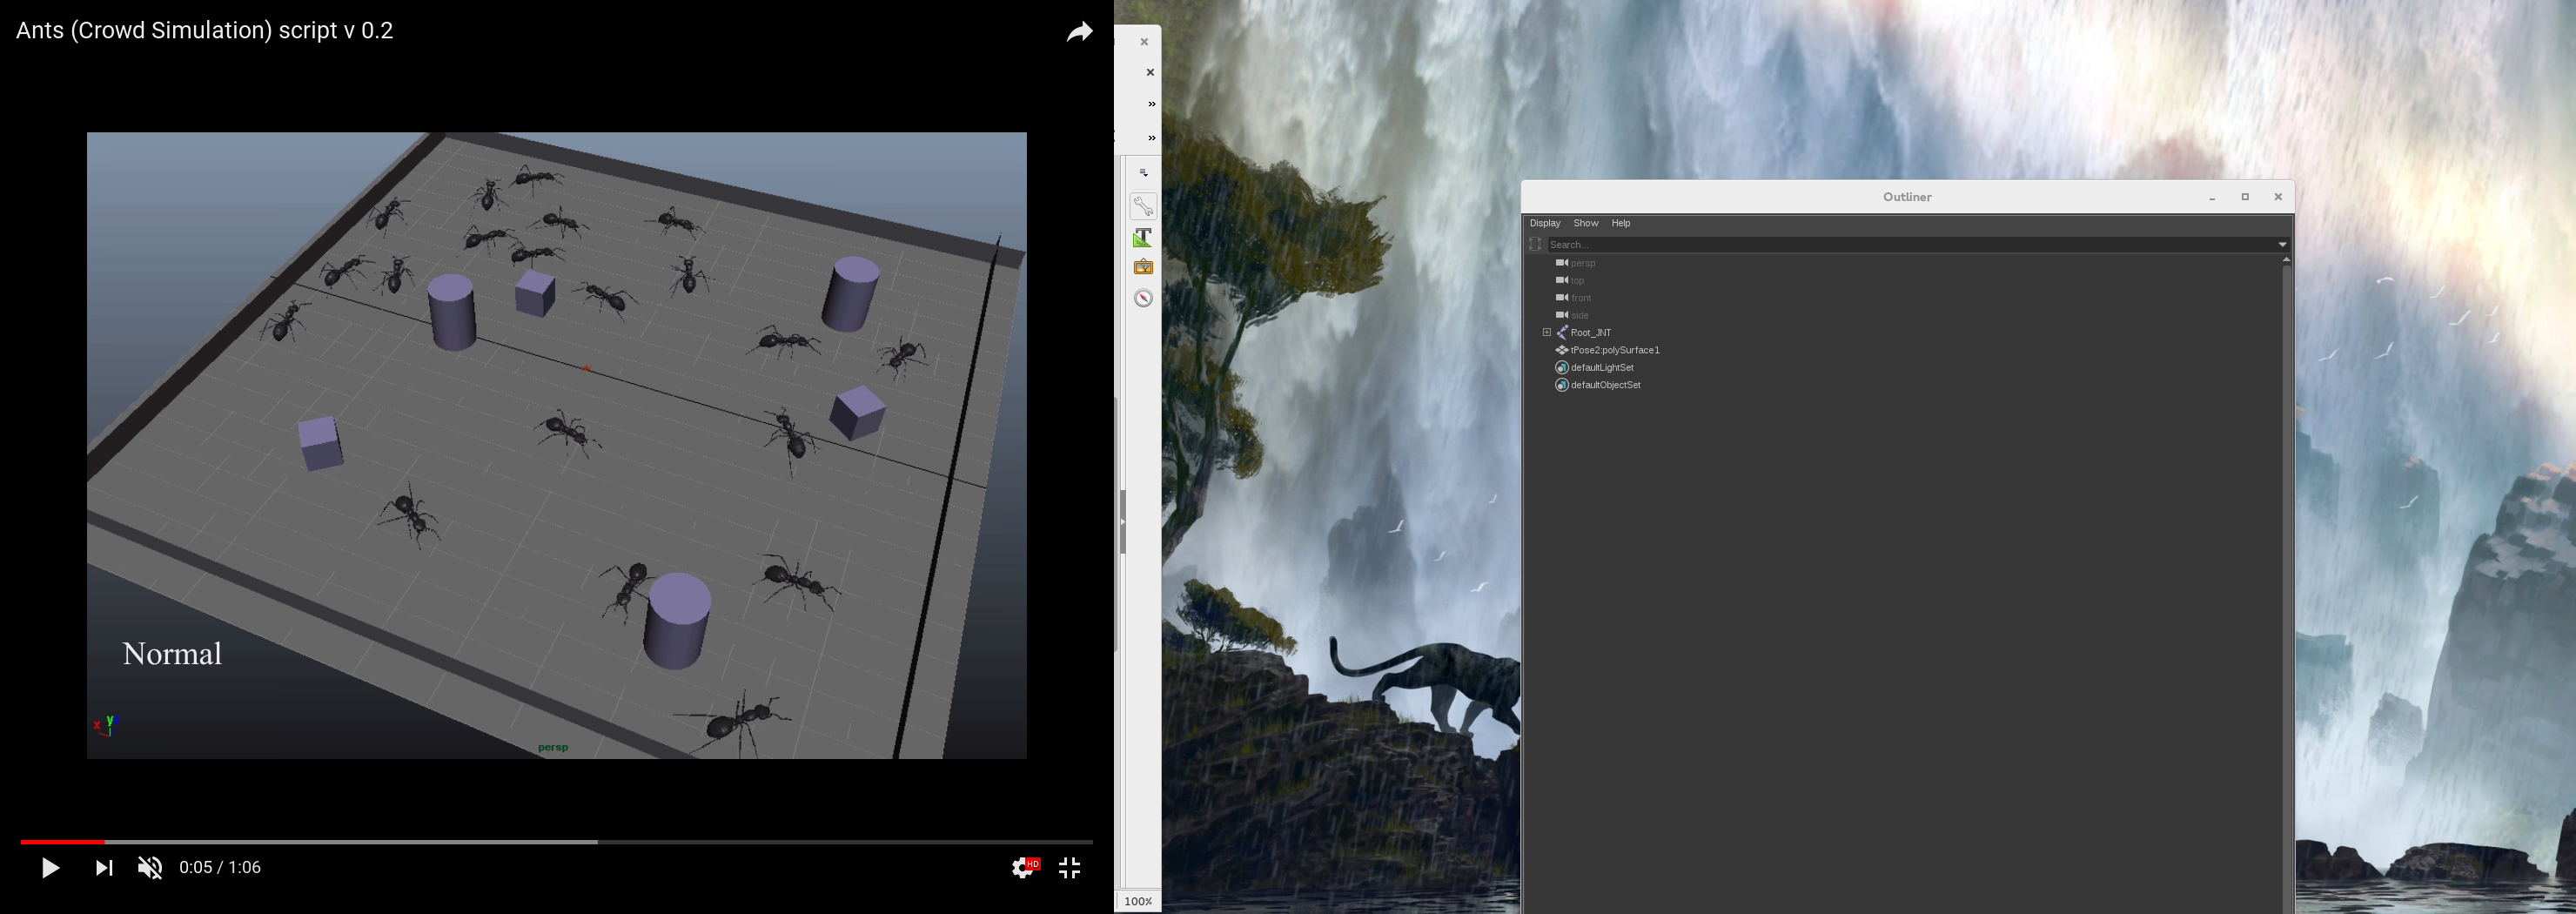 Ants (Crowd Simulation) script v 0.2
Normal
x y
persp
0:05 / 1:06
HD
100%
Outliner
Display Show Help
Search...
persp
top
front
side
Root_JNT
tPose2:polySurface1
defaultLightSet
defaultObjectSet